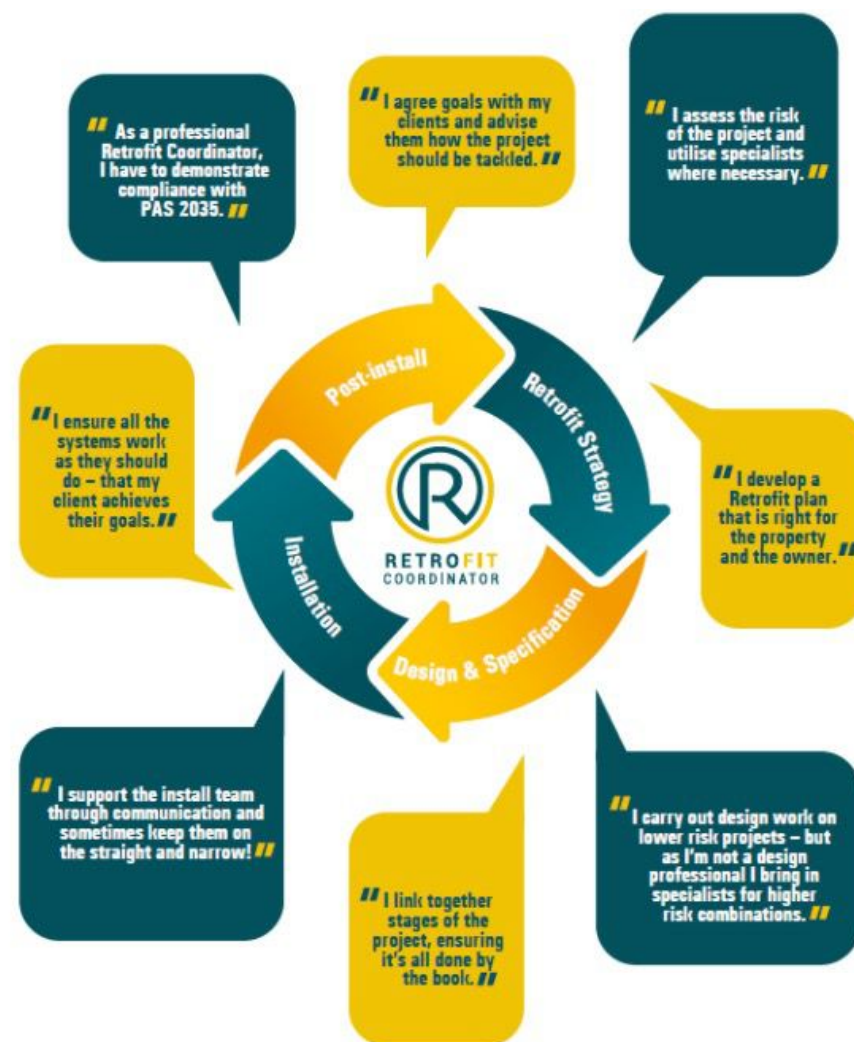 " As a professional
Retrofit Coordinator,
I have to demonstrate
compliance with
PAS 2035. "
" I agree goals with my
clients and advise
them how the project
should be tackled. "
" I assess the risk
of the project and
utilise specialists
where necessary. "
" I ensure all the
systems work
as they should
do – that my
client achieves
their goals. "
Post-install
Retrofit Strategy
Installation
Design & Specification
R
RETROFIT
COORDINATOR
" I develop a
Retrofit plan
that is right for
the property
and the owner. "
" I support the install team
through communication and
sometimes keep them on
the straight and narrow! "
" I link together
stages of the
project, ensuring
it's all done by
the book. "
" I carry out design work on
lower risk projects – but
as I'm not a design
professional I bring in
specialists for higher
risk combinations. "